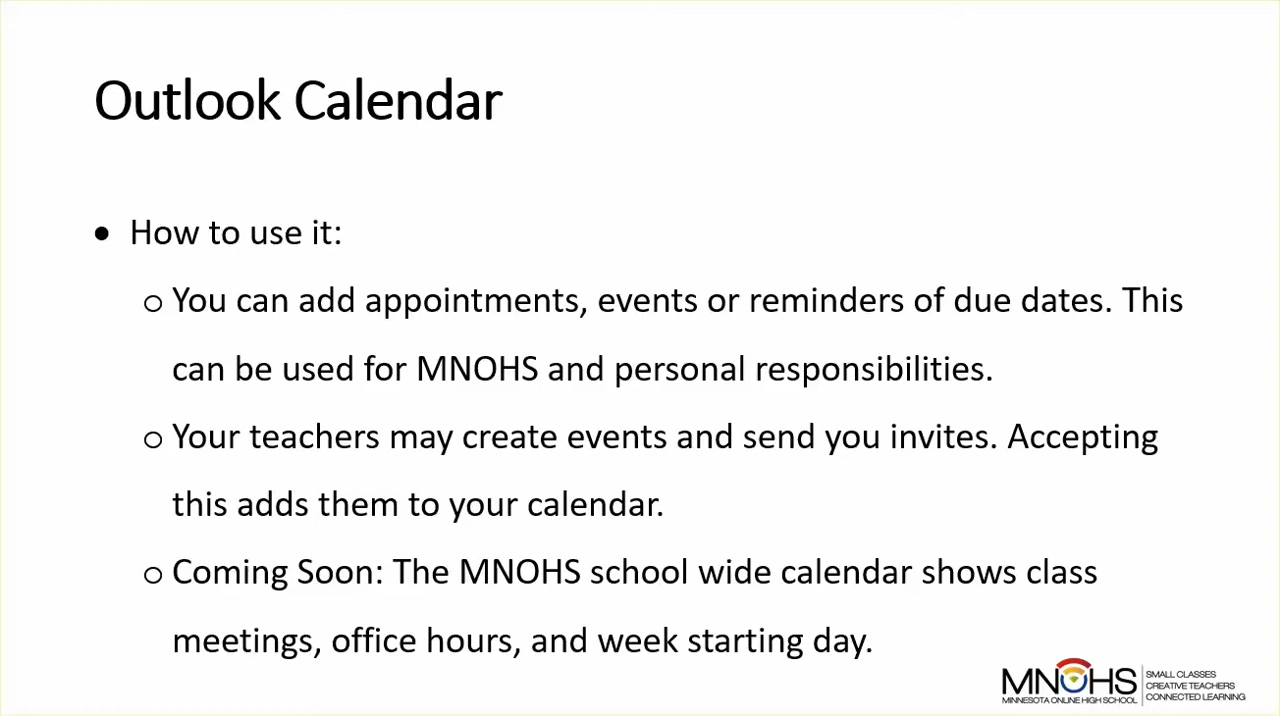 Outlook Calendar
• How to use it:
o You can add appointments, events or reminders of due dates. This
can be used for MNOHS and personal responsibilities.
o Your teachers may create events and send you invites. Accepting
this adds them to your calendar.
o Coming Soon: The MNOHS school wide calendar shows class
meetings, office hours, and week starting day.
MNOHS
MINNESOTA ONLINE HIGH SCHOOL
SMALL CLASSES
CREATIVE TEACHERS
CONNECTED LEARNING